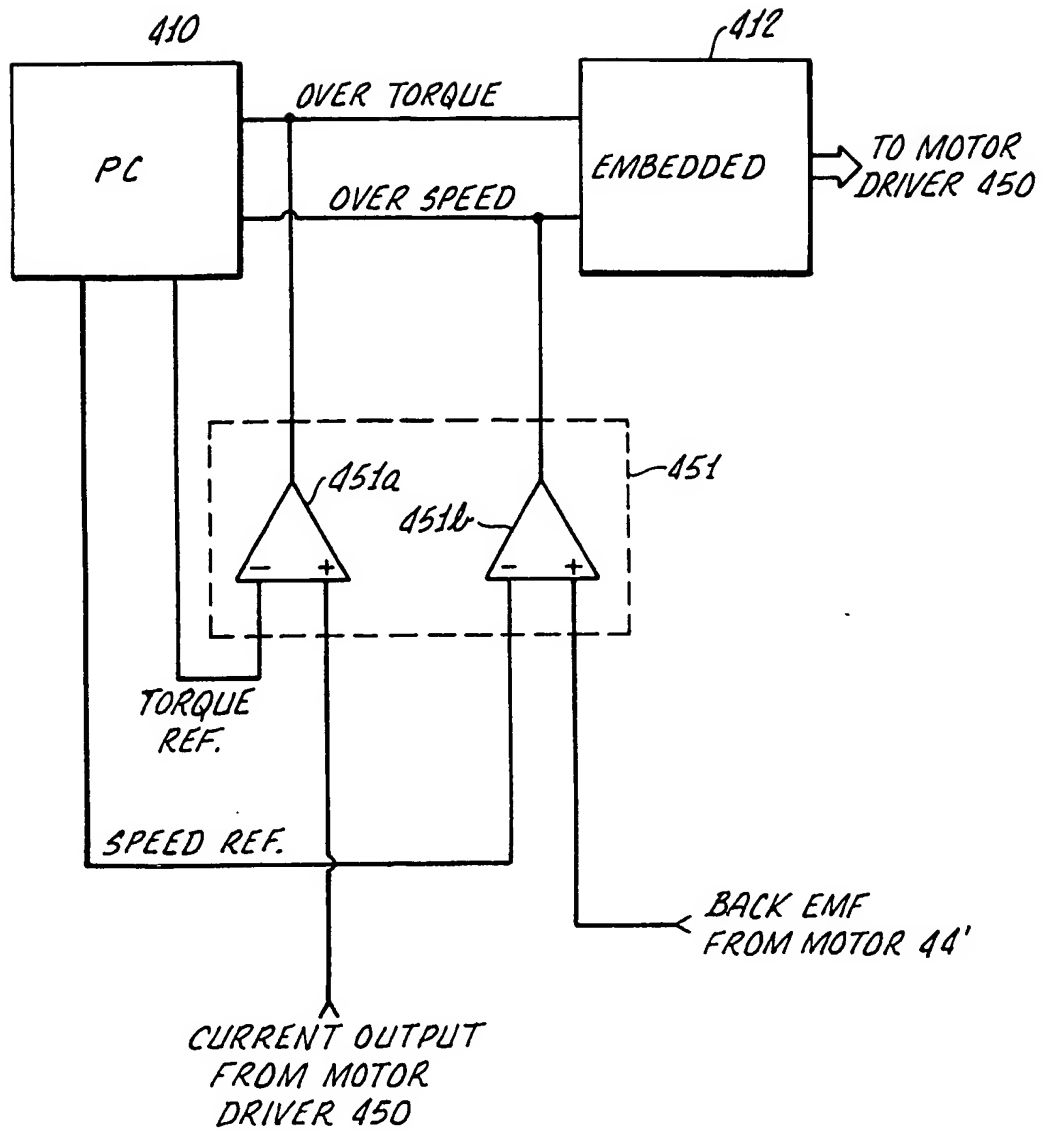 410
412
OVER TORQUE
PC
EMBEDDED
TO MOTOR
DRIVER 450
OVER SPEED
451a
451
451b
- +
- +
TORQUE
REF.
SPEED REF.
BACK EMF
FROM MOTOR 44'
CURRENT OUTPUT
FROM MOTOR
DRIVER 450